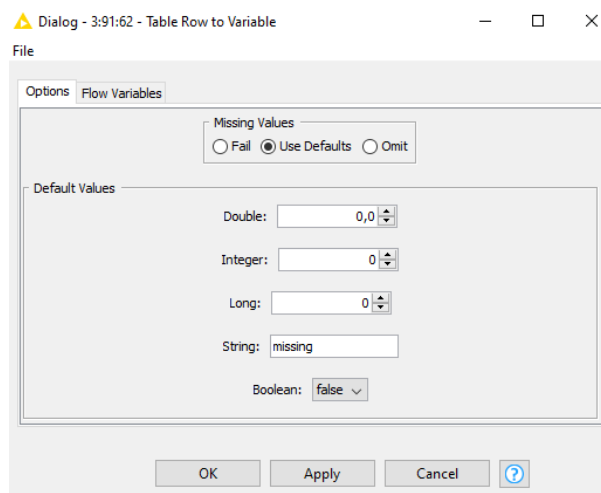 Dialog - 3:91:62 - Table Row to Variable
File
Options Flow Variables
Missing Values
Fail Use Defaults Omit
Default Values
Double: 0,0
Integer: 0
Long: 0
String: missing
Boolean: false
OK Apply Cancel ?